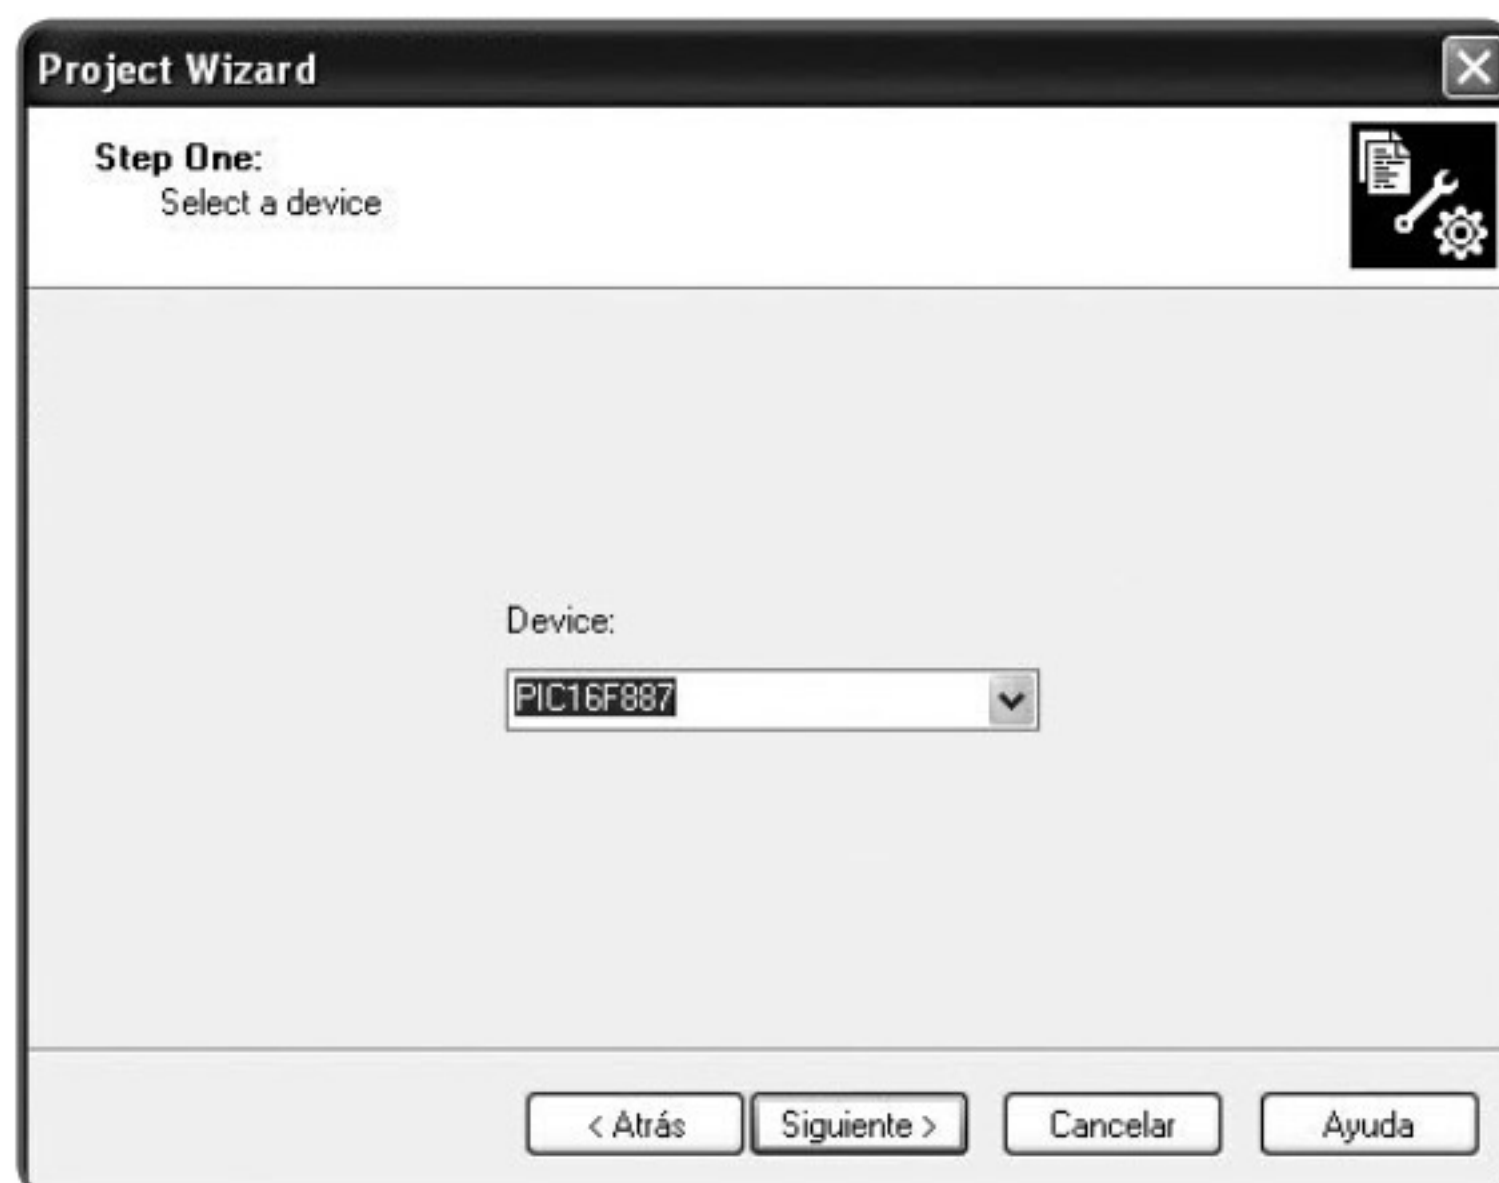 Project Wizard
Step One:
Select a device
Device:
PIC16F887
< Atrás Siguiente > Cancelar Ayuda